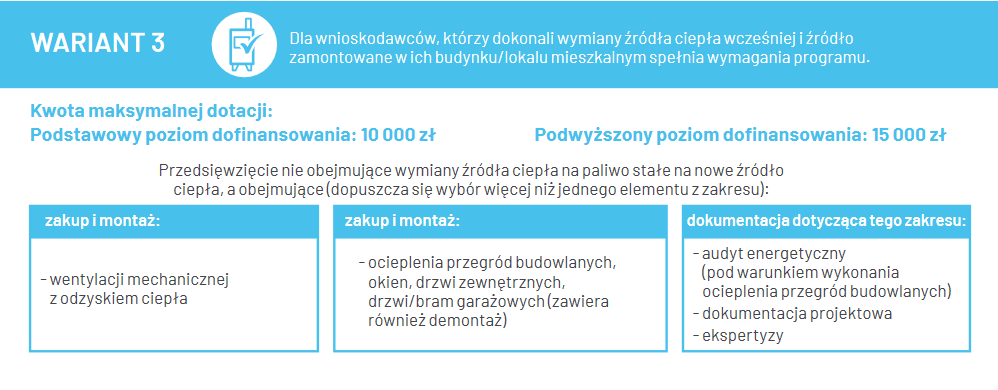 WARIANT 3
Dla wnioskodawców, którzy dokonali wymiany źródła ciepła wcześniej i źródło
zamontowane w ich budynku/lokalu mieszkalnym spełnia wymagania programu.
Kwota maksymalnej dotacji:
Podstawowy poziom dofinansowania: 10 000 zł
Podwyższony poziom dofinansowania: 15 000 zł
Przedsięwzięcie nie obejmujące wymiany źródła ciepła na paliwo stałe na nowe źródło
ciepła, a obejmujące (dopuszcza się wybór więcej niż jednego elementu z zakresu):
zakup i montaż:
- wentylacji mechanicznej
z odzyskiem ciepła
zakup i montaż:
- ocieplenia przegród budowlanych,
okien, drzwi zewnętrznych,
drzwi/bram garażowych (zawiera
również demontaż)
dokumentacja dotycząca tego zakresu:
- audyt energetyczny
(pod warunkiem wykonania
ocieplenia przegród budowlanych)
- dokumentacja projektowa
- ekspertyzy